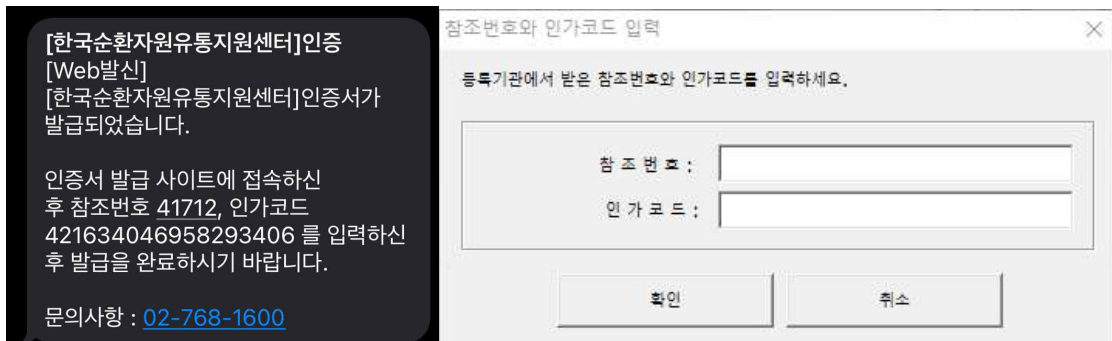 [한국순환자원유통지원센터]인증
[Web발신]
[한국순환자원유통지원센터]인증서가
발급되었습니다.
인증서 발급 사이트에 접속하신
후 참조번호 41712, 인가코드
421634046958293406 를 입력하신
후 발급을 완료하시기 바랍니다.
문의사항 : 02-768-1600
참조번호와 인가코드 입력
등록기관에서 받은 참조번호와 인가코드를 입력하세요.
참 조 번 호 :
인 가 코 드 :
확인
취소